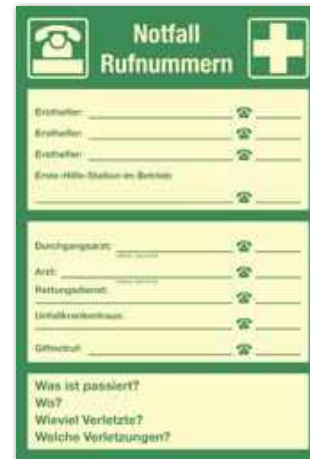 Notfall
Rufnummern
Ersthelfer:
Ersthelfer:
Ersthelfer:
Erste-Hilfe-Station im Betrieb:
Durchgangsarzt:
Arzt:
Rettungsdienst:
Unfallkrankenhaus:
Giftnotruf:
Was ist passiert?
Wo?
Wieviel Verletzte?
Welche Verletzungen?